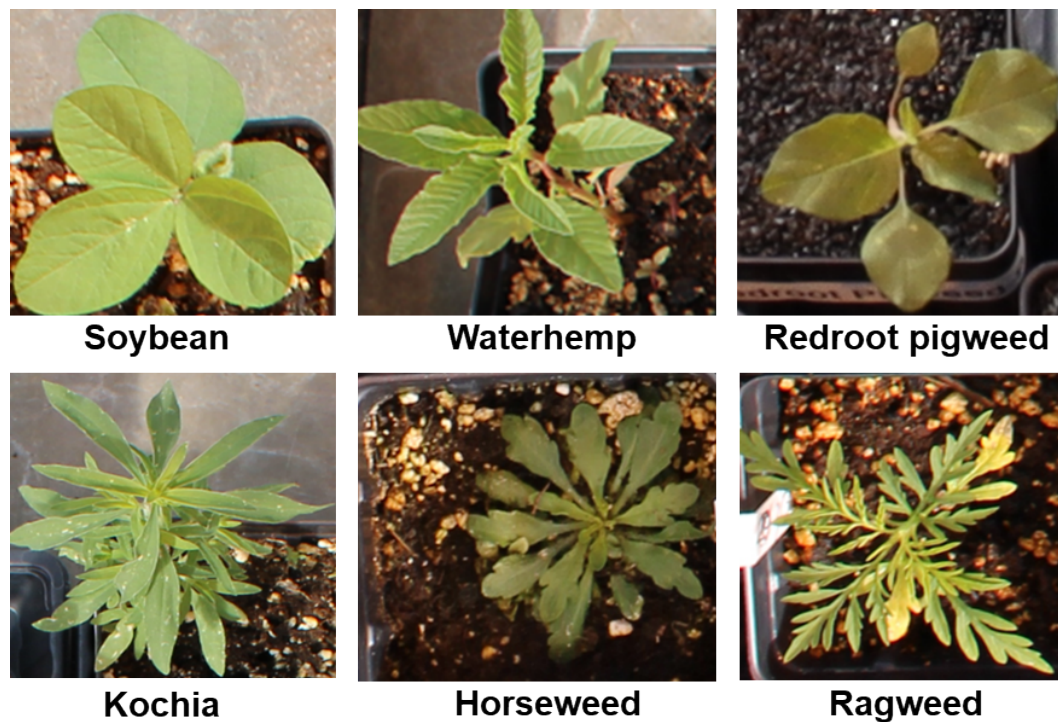 Soybean
Waterhemp
Redroot pigweed
Kochia
Horseweed
Ragweed